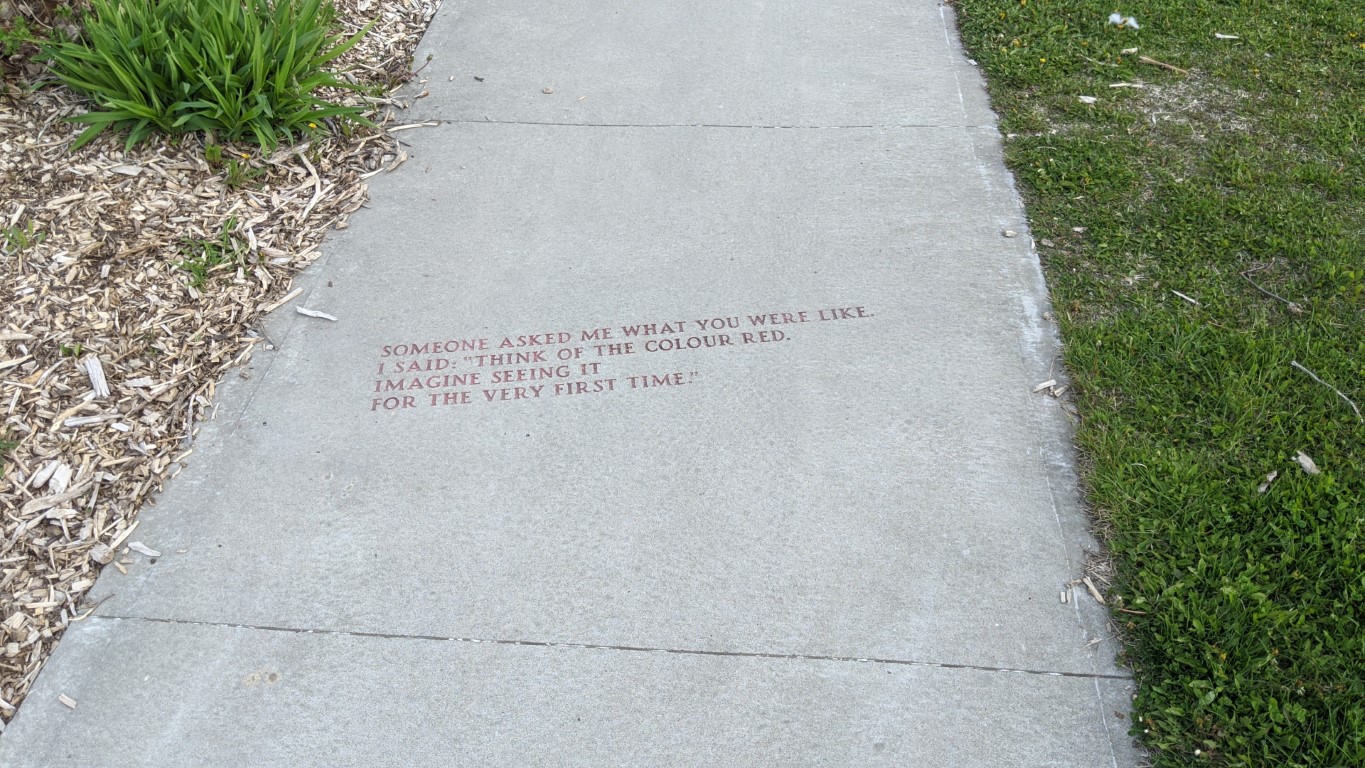 SOMEONE ASKED ME WHAT YOU WERE LIKE.
I SAID: "THINK OF THE COLOUR RED.
IMAGINE SEEING IT
FOR THE VERY FIRST TIME."